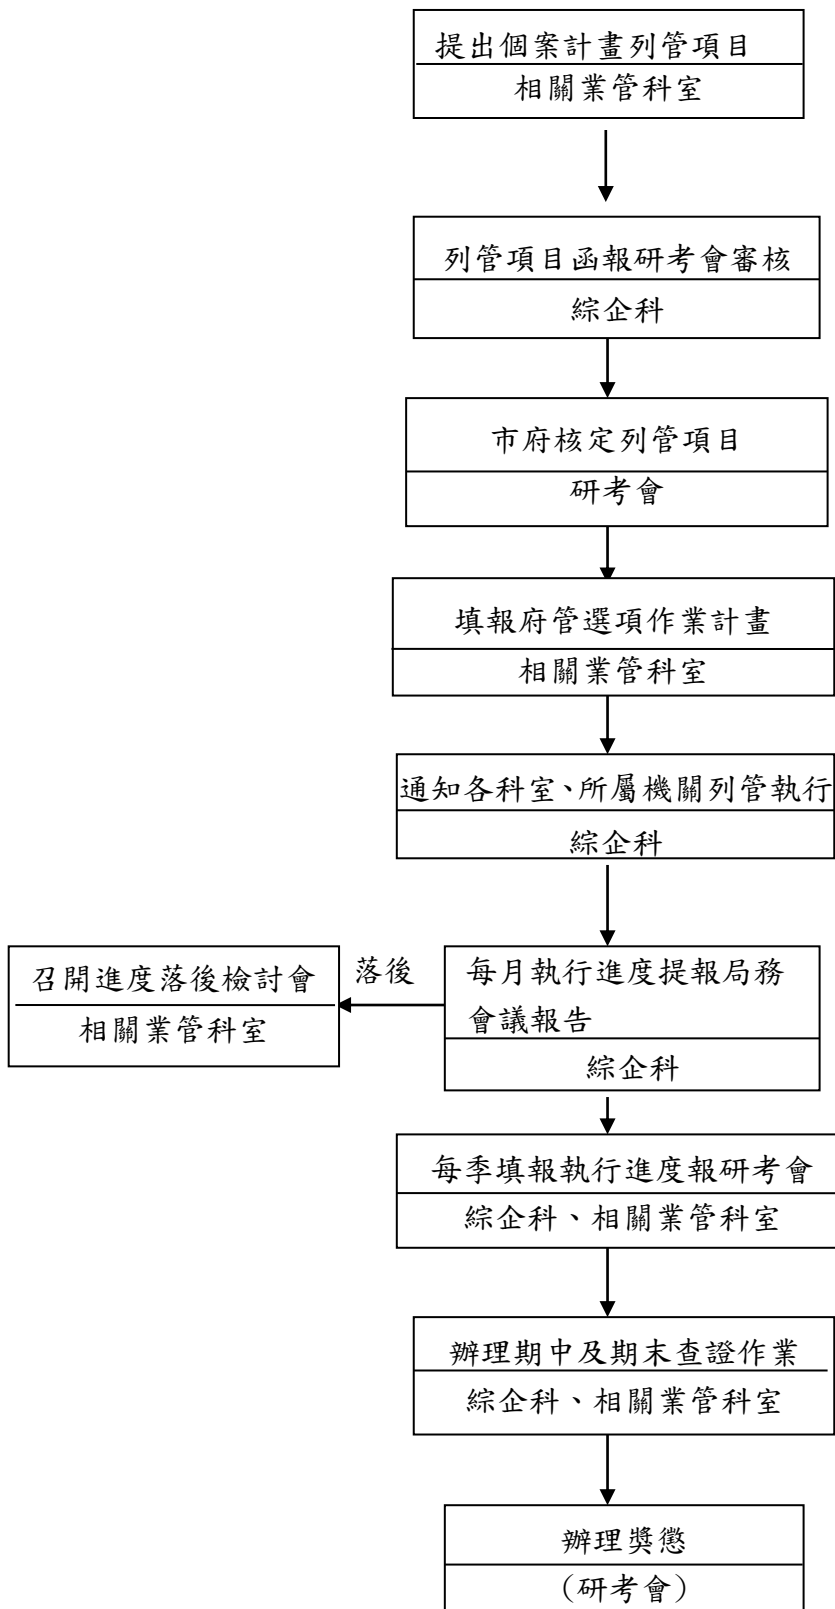 提出個案計畫列管項目
相關業管科室
列管項目函報研考會審核
綜企科
市府核定列管項目
研考會
填報府管選項作業計畫
相關業管科室
通知各科室、所屬機關列管執行
綜企科
召開進度落後檢討會
相關業管科室
落後
每月執行進度提報局務
會議報告
綜企科
每季填報執行進度報研考會
綜企科、相關業管科室
辦理期中及期末查證作業
綜企科、相關業管科室
辦理獎懲
(研考會)